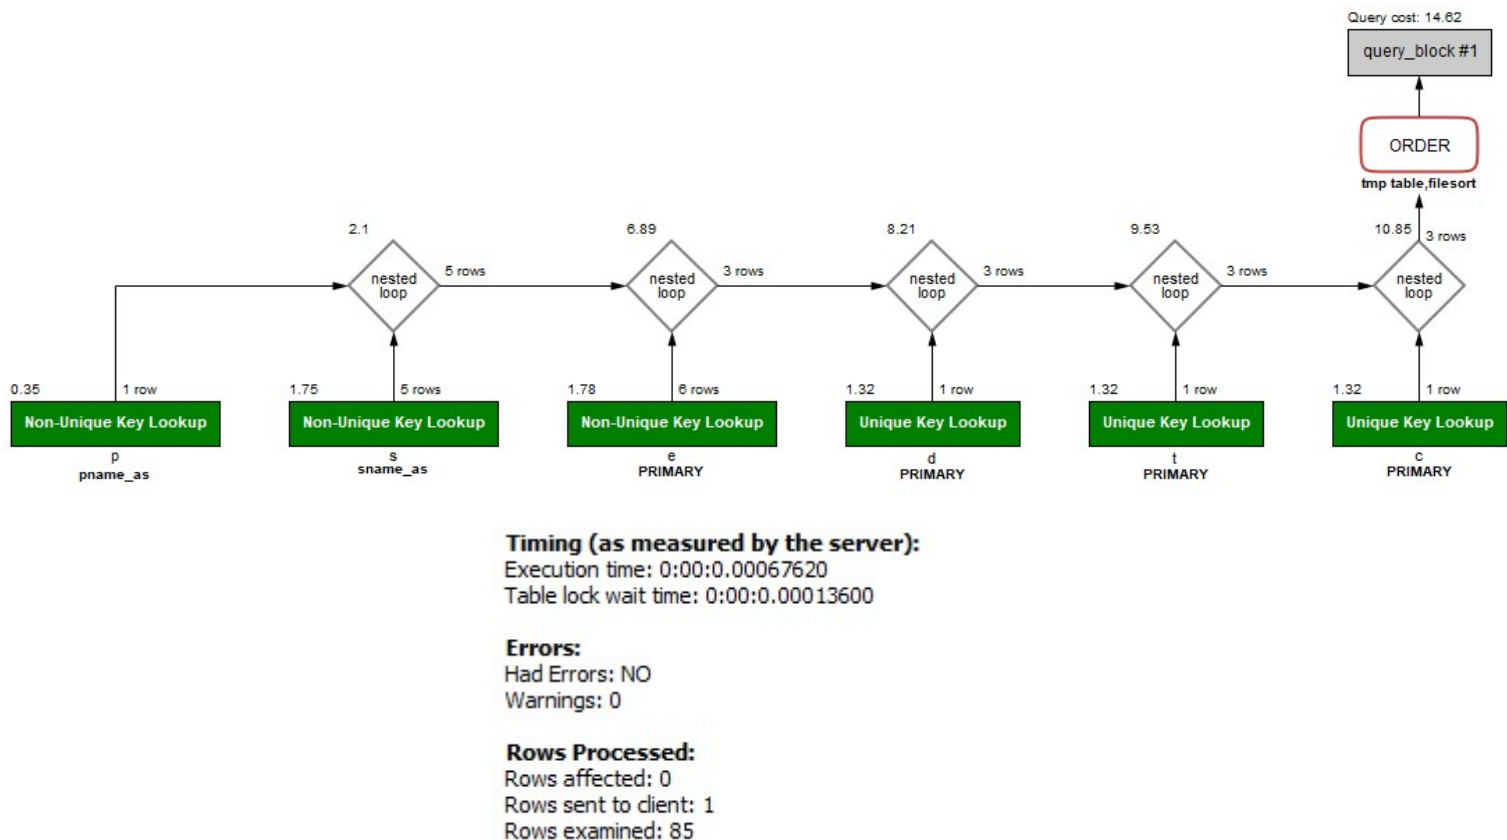 Query cost: 14.62
query_block #1
ORDER
tmp table,filesort
2.1
6.89
8.21
9.53
10.85
3 rows
nested
loop
5 rows
nested
loop
3 rows
nested
loop
3 rows
nested
loop
3 rows
nested
loop
0.35
1 row
1.75
5 rows
1.78
6 rows
1.32
1 row
1.32
1 row
1.32
1 row
Non-Unique Key Lookup
Non-Unique Key Lookup
Non-Unique Key Lookup
Unique Key Lookup
Unique Key Lookup
Unique Key Lookup
p
pname_as
s
sname_as
e
PRIMARY
d
PRIMARY
t
PRIMARY
c
PRIMARY
Timing (as measured by the server):
Execution time: 0:00:0.00067620
Table lock wait time: 0:00:0.00013600
Errors:
Had Errors: NO
Warnings: 0
Rows Processed:
Rows affected: 0
Rows sent to client: 1
Rows examined: 85